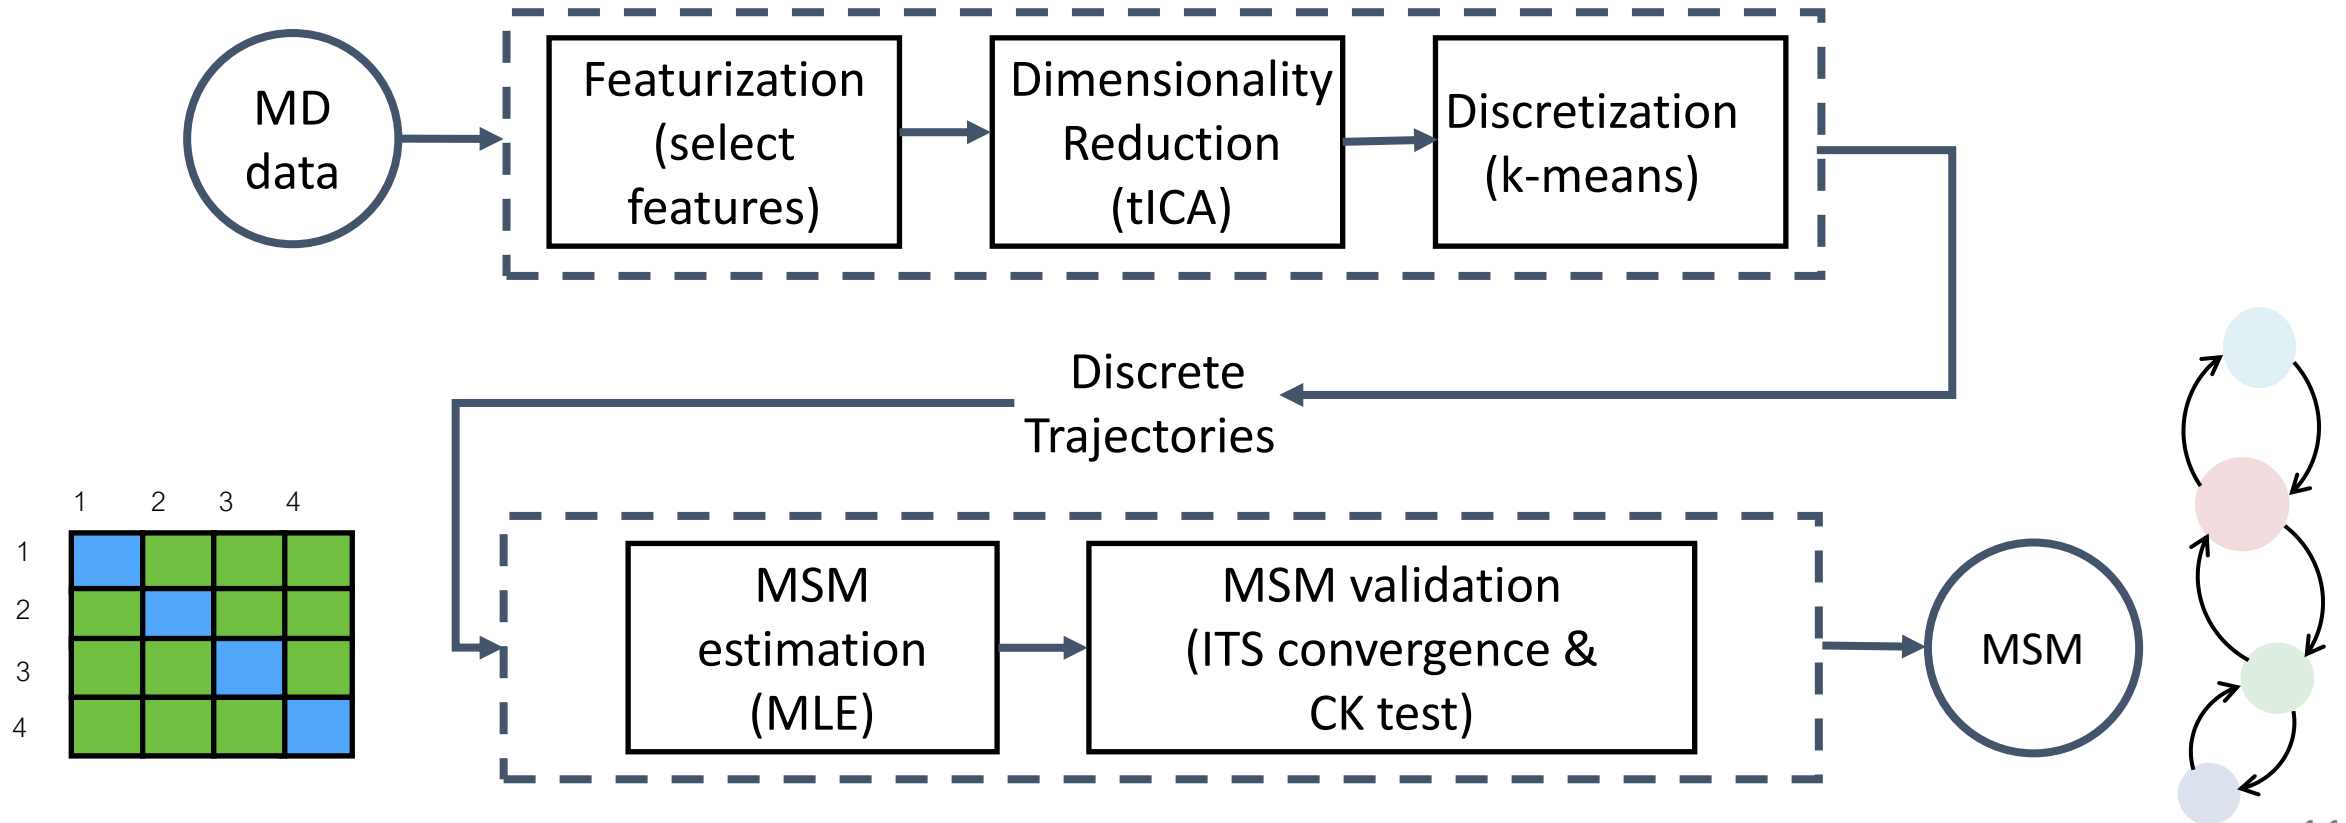 MD
data
Featurization
(select
features)
Dimensionality
Reduction
(tICA)
Discretization
(k-means)
Discrete
Trajectories
1 2 3 4
1
2
3
4
MSM
estimation
(MLE)
MSM validation
(ITS convergence &
CK test)
MSM